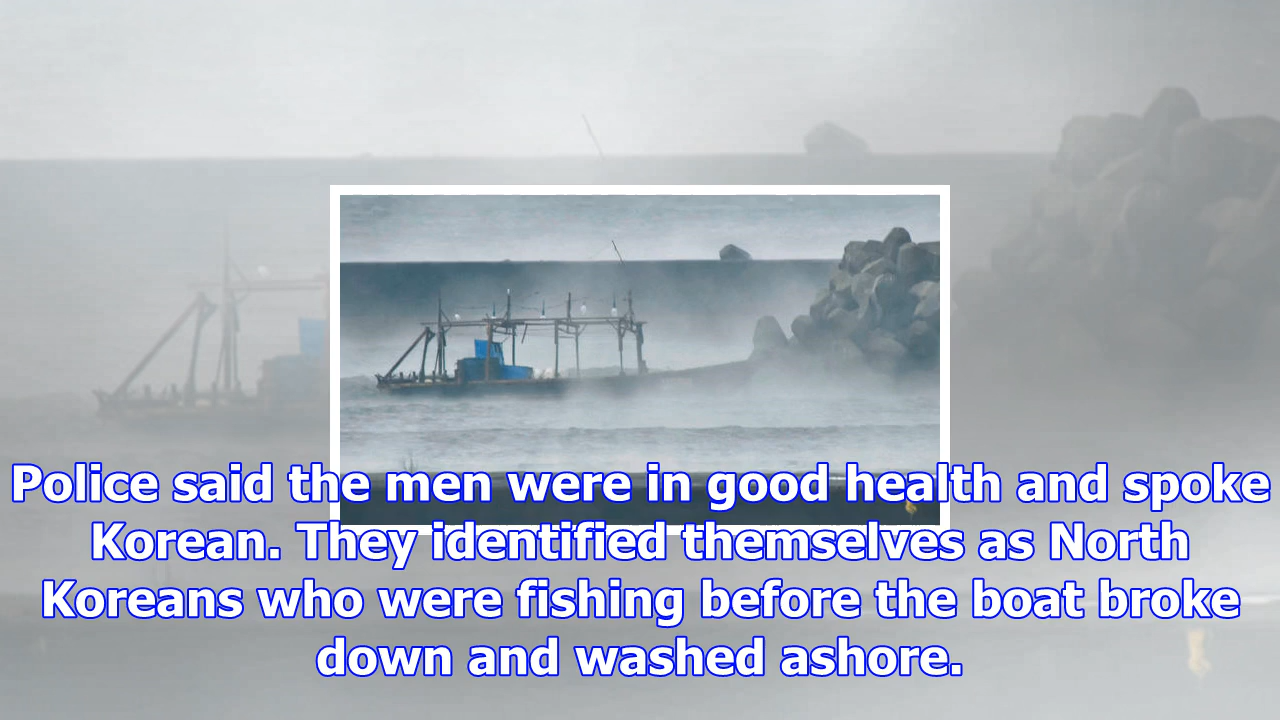 Police said the men were in good health and spoke
Korean. They identified themselves as North
Koreans who were fishing before the boat broke
down and washed ashore.